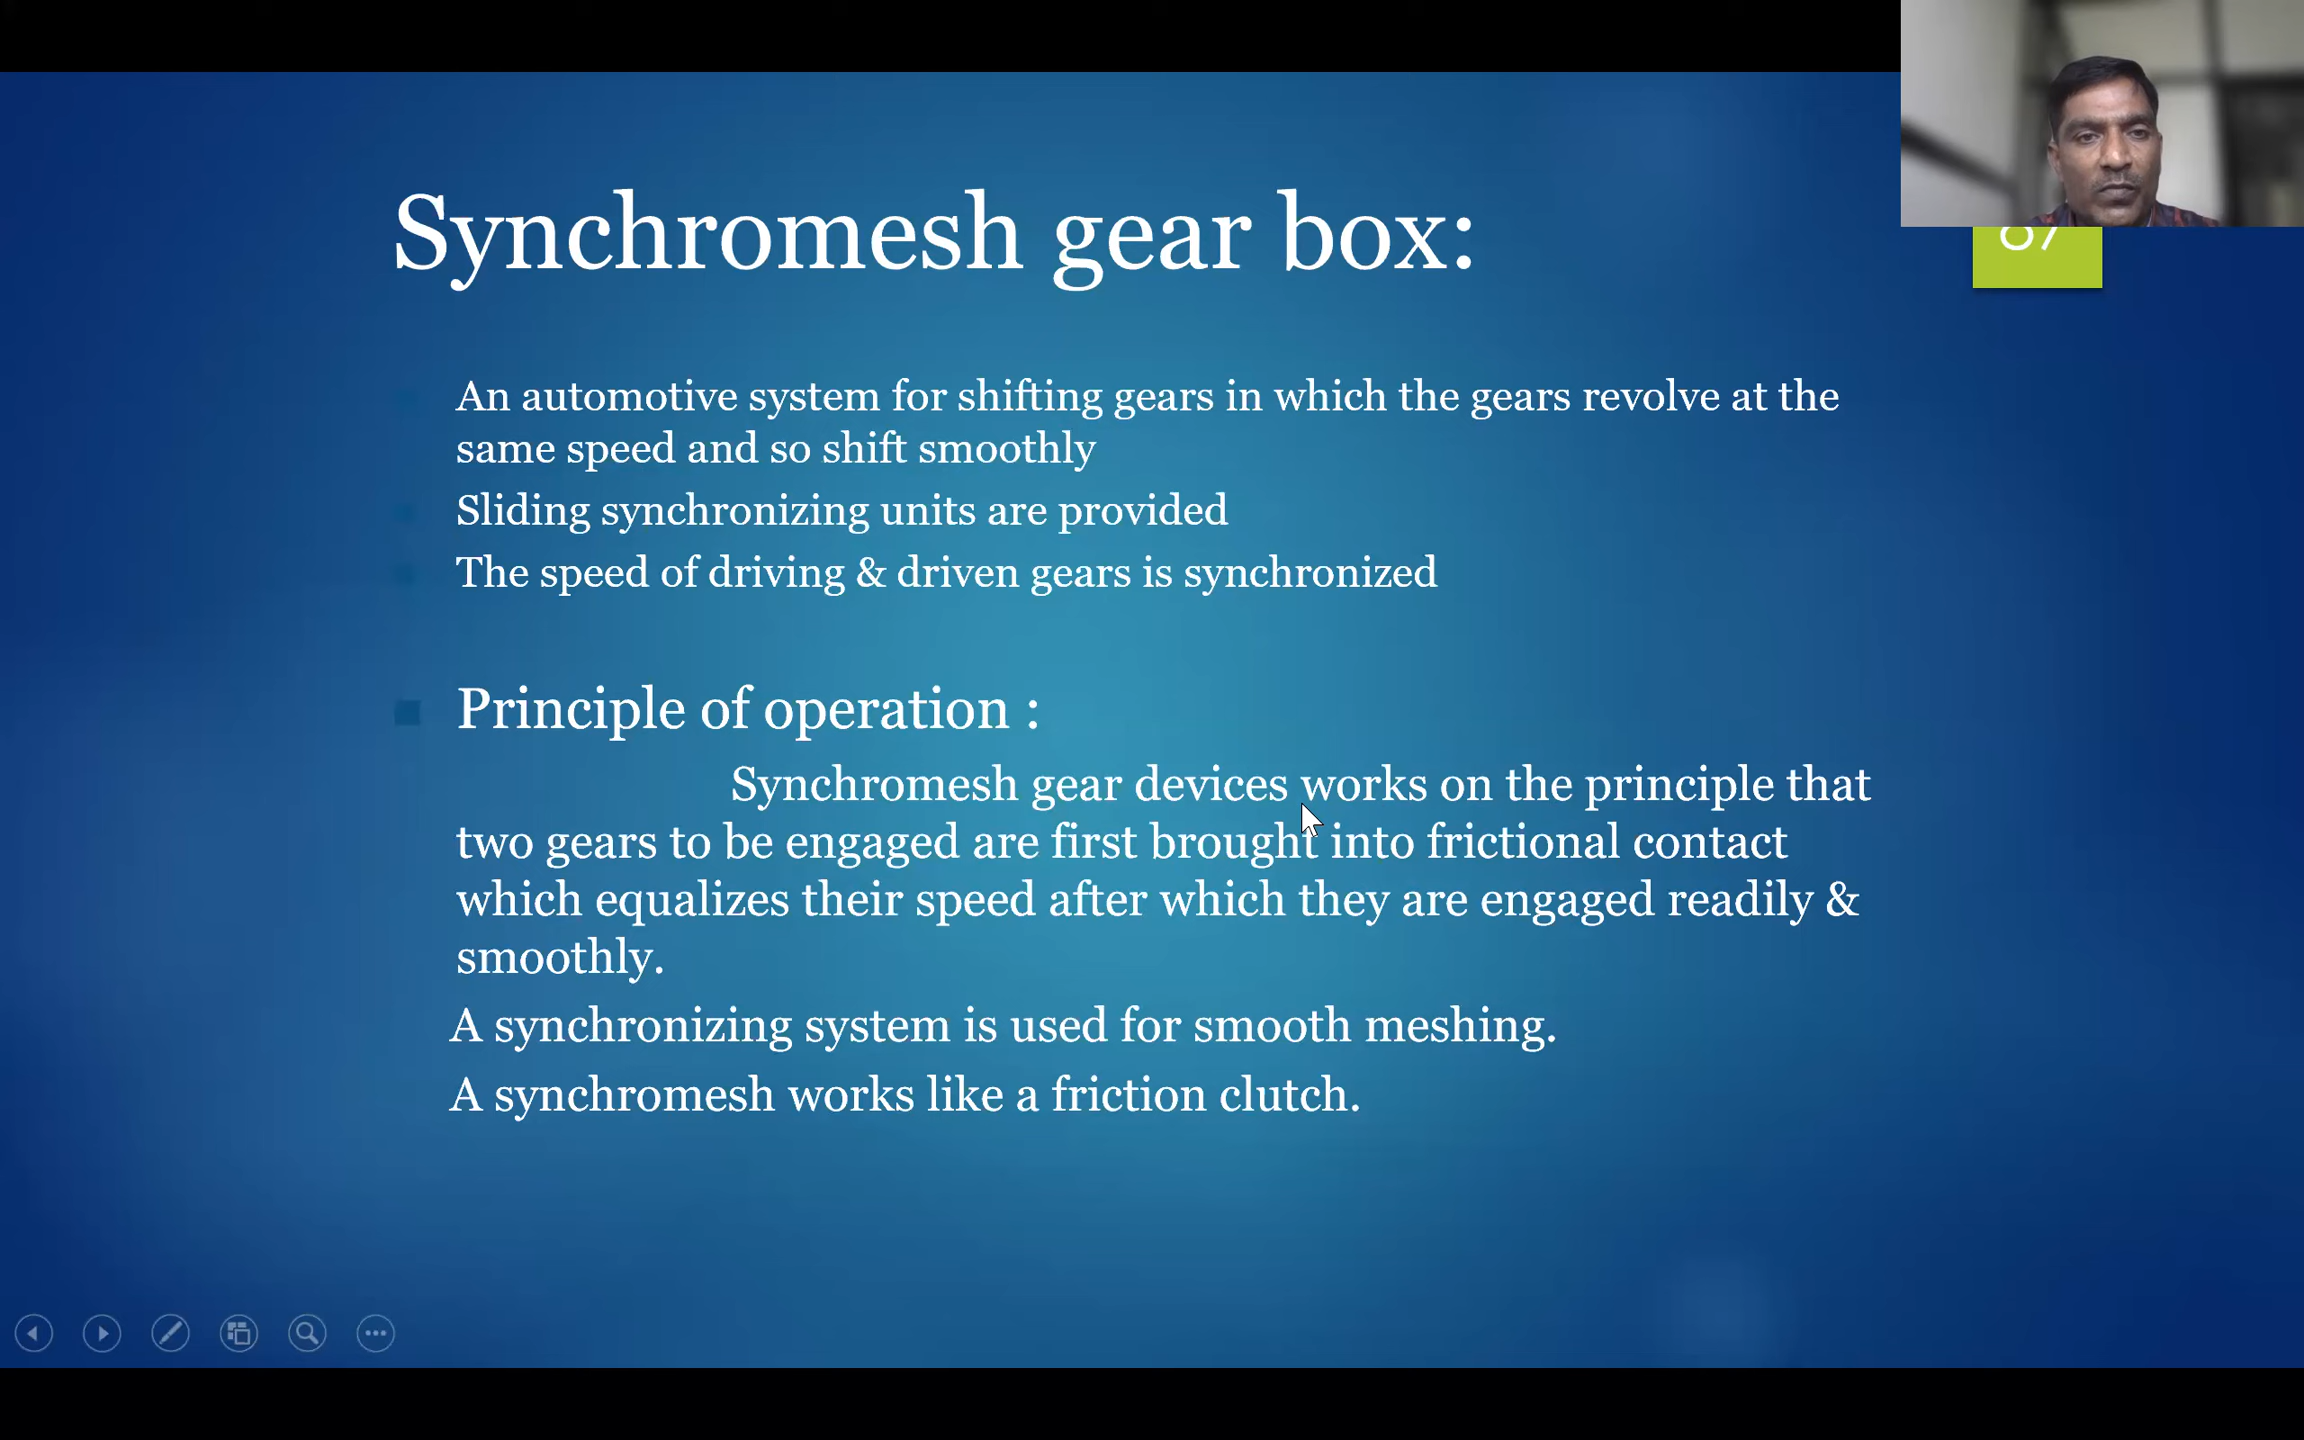 Synchromesh gear box:
An automotive system for shifting gears in which the gears revolve at the
same speed and so shift smoothly
Sliding synchronizing units are provided
The speed of driving & driven gears is synchronized
Principle of operation :
Synchromesh gear devices works on the principle that
two gears to be engaged are first brought into frictional contact
which equalizes their speed after which they are engaged readily &
smoothly.
A synchronizing system is used for smooth meshing.
A synchromesh works like a friction clutch.